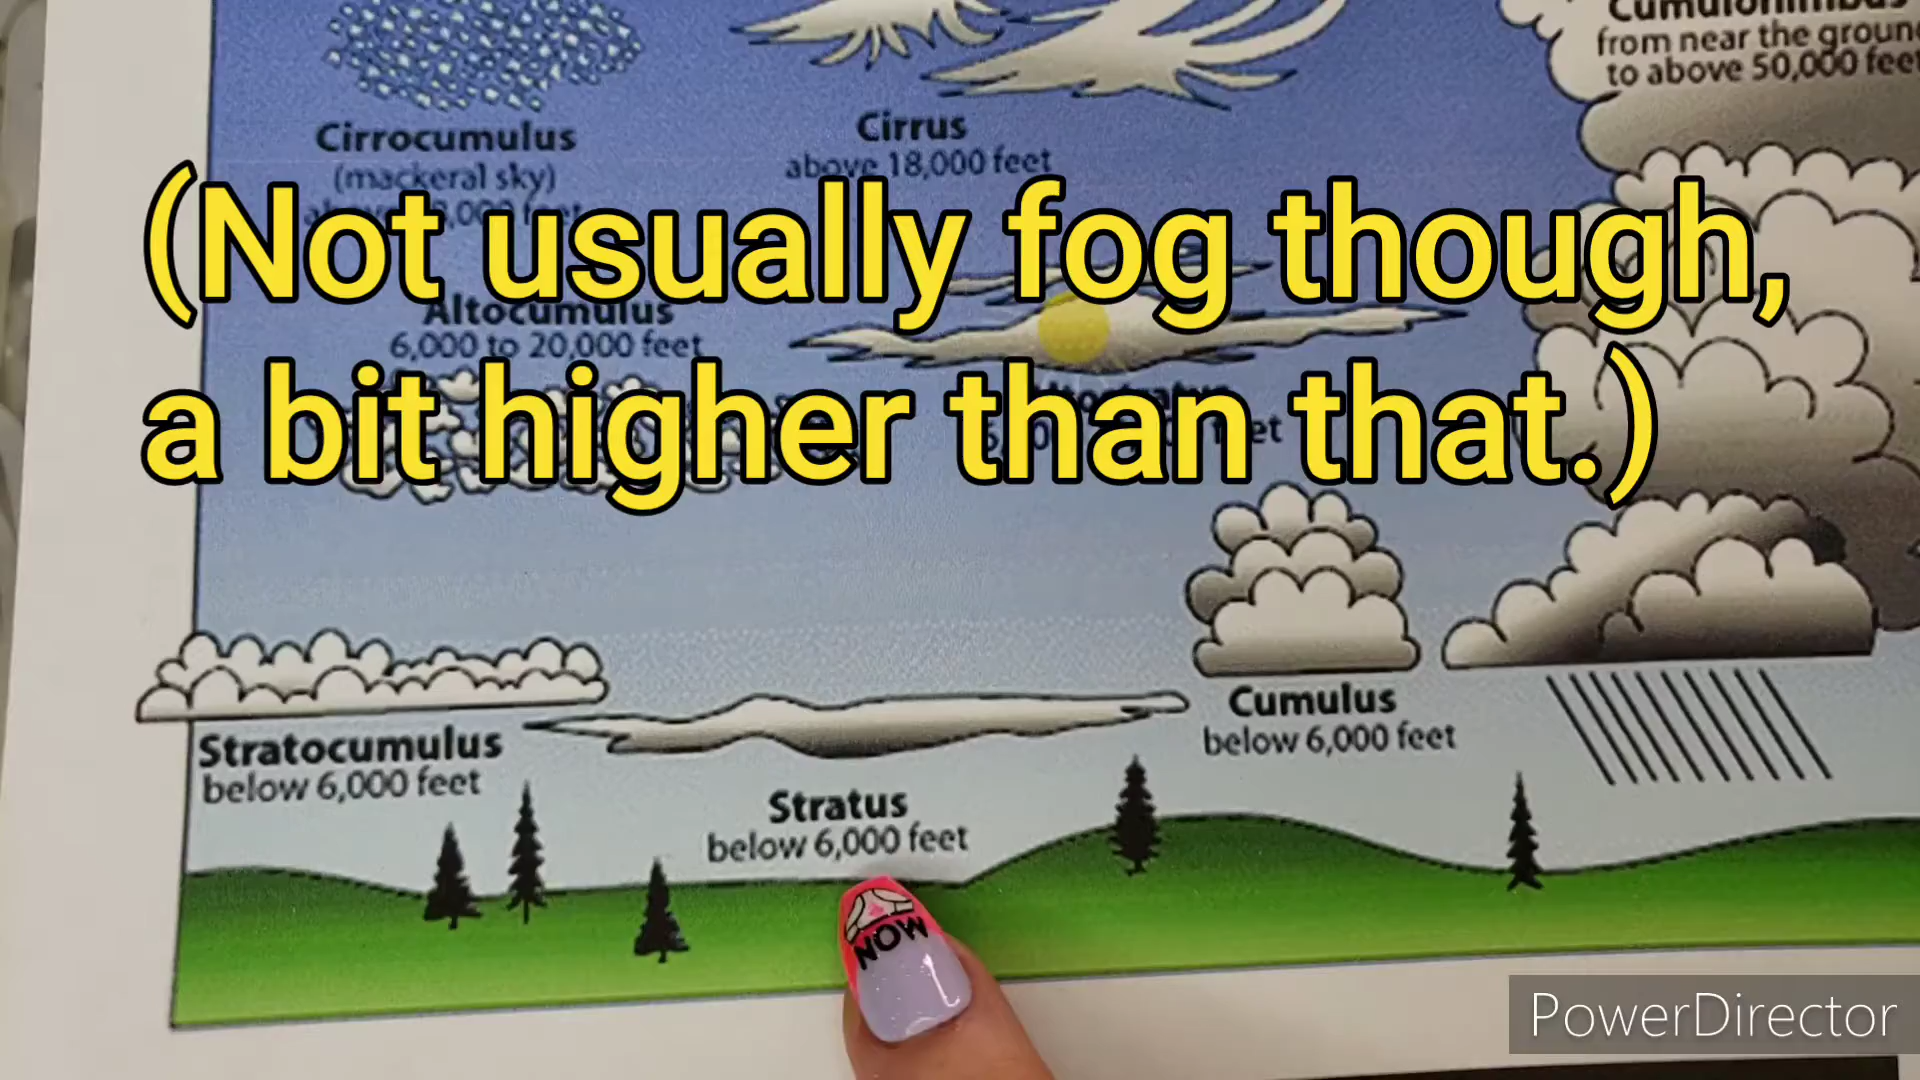 Cumulonimbus
from near the ground
to above 50,000 feet
Cirrocumulus
(mackeral sky)
Cirrus
above 18,000 feet
(Not usually fog though,
a bit higher than that.)
Altocumulus
6,000 to 20,000 feet
Stratocumulus
below 6,000 feet
Stratus
below 6,000 feet
Cumulus
below 6,000 feet
NOW
PowerDirector